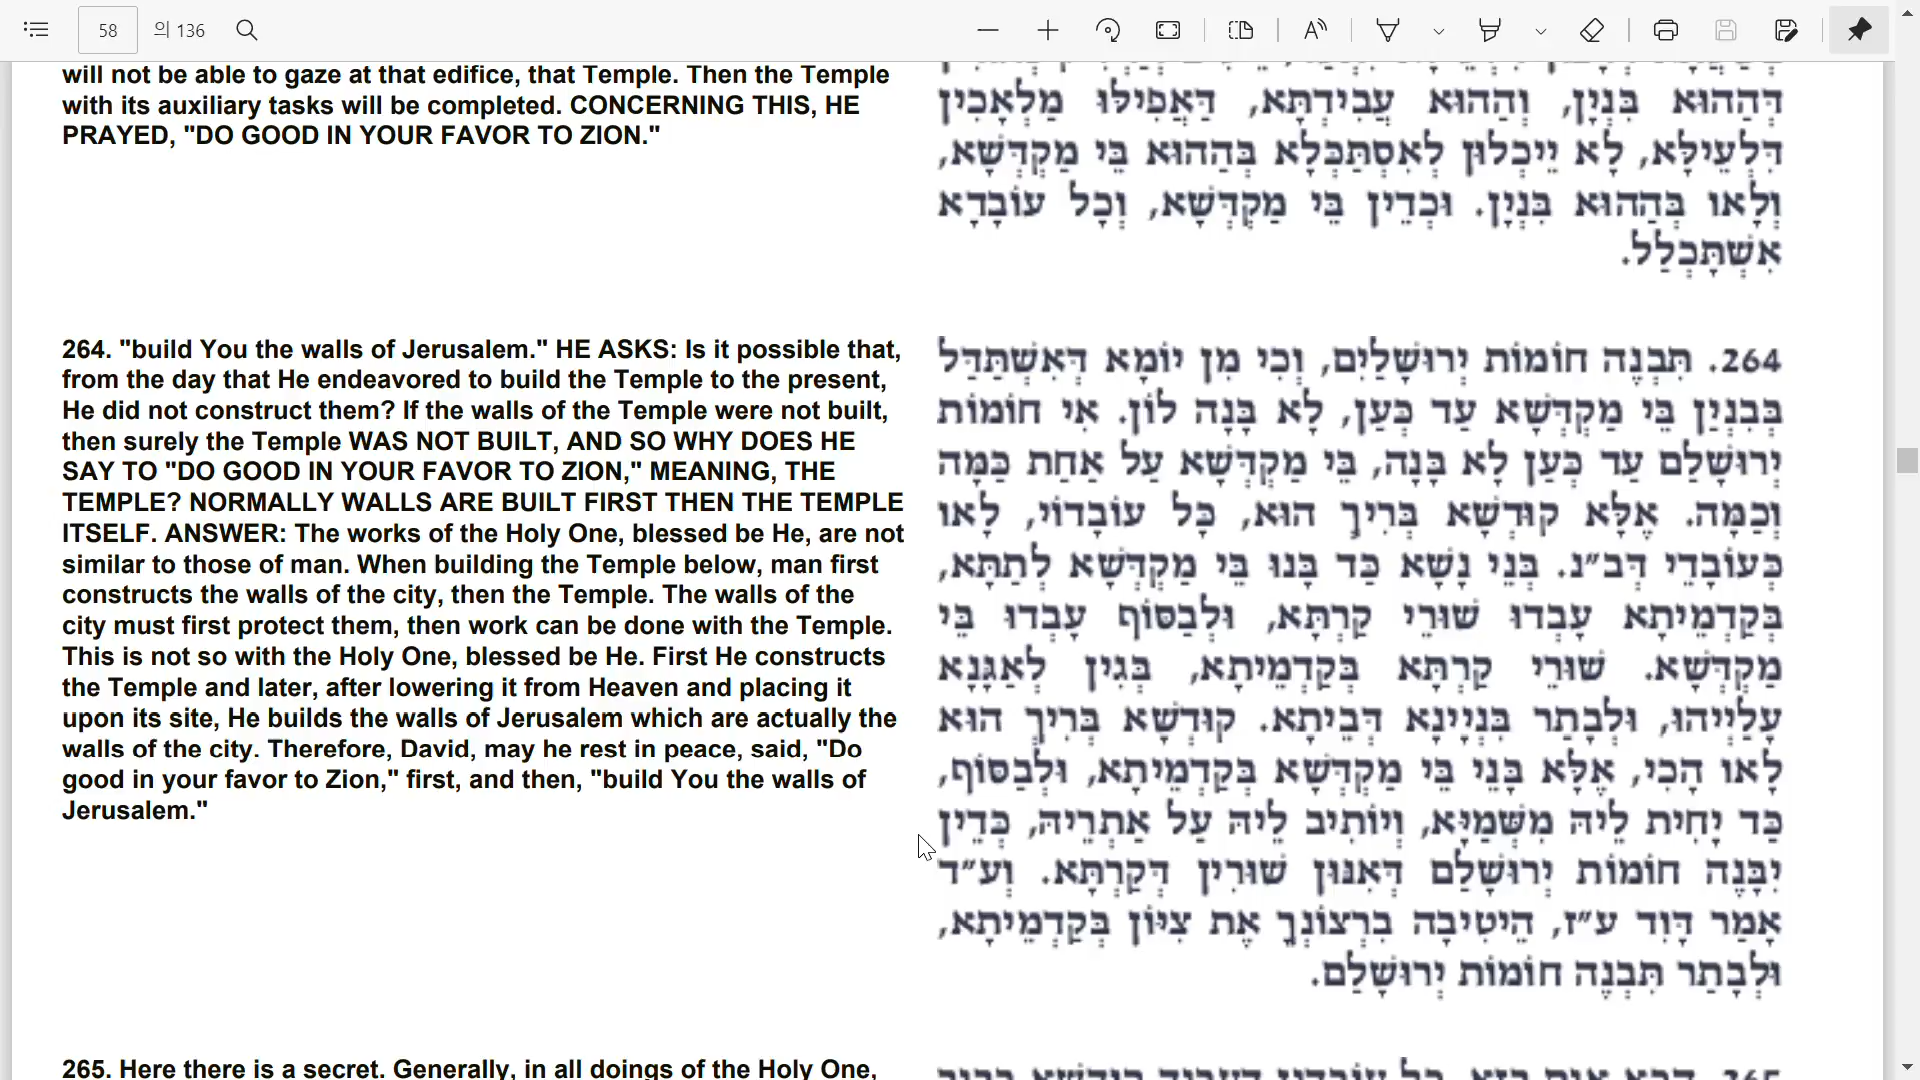 58 의 136
will not be able to gaze at that edifice, that Temple. Then the Temple
with its auxiliary tasks will be completed. CONCERNING THIS, HE
PRAYED, "DO GOOD IN YOUR FAVOR TO ZION."
264. "build You the walls of Jerusalem." HE ASKS: Is it possible that,
from the day that He endeavored to build the Temple to the present,
He did not construct them? If the walls of the Temple were not built,
then surely the Temple WAS NOT BUILT, AND SO WHY DOES HE
SAY TO "DO GOOD IN YOUR FAVOR TO ZION," MEANING, THE
TEMPLE? NORMALLY WALLS ARE BUILT FIRST THEN THE TEMPLE
ITSELF. ANSWER: The works of the Holy One, blessed be He, are not
similar to those of man. When building the Temple below, man first
constructs the walls of the city, then the Temple. The walls of the
city must first protect them, then work can be done with the Temple.
This is not so with the Holy One, blessed be He. First He constructs
the Temple and later, after lowering it from Heaven and placing it
upon its site, He builds the walls of Jerusalem which are actually the
walls of the city. Therefore, David, may he rest in peace, said, "Do
good in your favor to Zion," first, and then, "build You the walls of
Jerusalem."
265. Here there is a secret. Generally, in all doings of the Holy One,
דְּהַהוּא בִּנְיָן, וְהַהוּא עֲבִידְתָּא, דַּאֲפִילוּ מַלְאָכִין
דִּלְעֵילָּא, לָא יֵיכְלוּן לְאִסְתַּכְּלָא בְּהַהוּא בֵּי מַקְדְּשָׁא,
וְלָאו בְּהַהוּא בִּנְיָן. וּכְדֵין בֵּי מַקְדְּשָׁא, וְכָל עוֹבָדָא
אִשְׁתָּכְלַל.
264. תִּבְנֶה חוֹמוֹת יְרוּשָׁלַיִם, וְכִי מִן יוֹמָא דְּאִשְׁתַּדַּל
בְּבִנְיַן בֵּי מַקְדְּשָׁא עַד כְּעַן, לָא בָּנָה לוֹן. אִי חוֹמוֹת
יְרוּשָׁלַם עַד כְּעַן לָא בָּנָה, בֵּי מַקְדְּשָׁא עַל אַחַת כַּמָּה
וְכַמָּה. אֶלָּא קוּדְשָׁא בְּרִיךְ הוּא, כָּל עוֹבָדוֹי, לָאו
כְּעוֹבָדֵי דְּב״נ. בְּנֵי נָשָׁא כַּד בָּנוּ בֵּי מַקְדְּשָׁא לְתַתָּא,
בְּקַדְמֵיתָא עָבְדוּ שׁוּרֵי קַרְתָּא, וּלְבַסּוֹף עָבְדוּ בֵּי
מַקְדְּשָׁא. שׁוּרֵי קַרְתָּא בְּקַדְמֵיתָא, בְּגִין לְאַגָּנָא
עָלַיְיהוּ, וּלְבָתַר בִּנְיָינָא דְּבֵיתָא. קוּדְשָׁא בְּרִיךְ הוּא
לָאו הָכִי, אֶלָּא בָּנֵי בֵּי מַקְדְּשָׁא בְּקַדְמֵיתָא, וּלְבַסּוֹף,
כַּד יָחִית לֵיהּ מִשְּׁמַיָּא, וְיוֹתִיב לֵיהּ עַל אַתְרֵיהּ, כְּדֵין
יִבָּנֶה חוֹמוֹת יְרוּשָׁלַם דְּאִנּוּן שׁוּרִין דְּקַרְתָּא. וְע״ד
אָמַר דָּוִד ע״ז, הֵיטִיבָה בִרְצוֹנְךָ אֶת צִיּוֹן בְּקַדְמֵיתָא,
וּלְבָתַר תִּבְנֶה חוֹמוֹת יְרוּשָׁלַם.